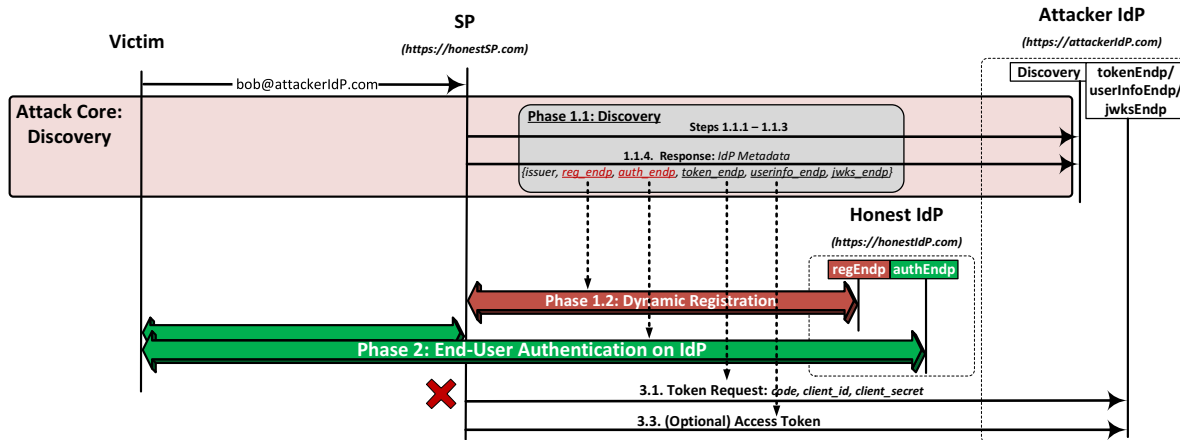 Victim
SP
(https://honestSP.com)
Attacker IdP
(https://attackerIdP.com)
Discovery
tokenEndp/
userInfoEndp/
jwksEndp
bob@attackerIdP.com
Attack Core:
Discovery
Phase 1.1: Discovery
Steps 1.1.1 – 1.1.3
1.1.4. Response: IdP Metadata
{issuer, reg_endp, auth_endp, token_endp, userinfo_endp, jwks_endp}
Honest IdP
(https://honestIdP.com)
regEndp
authEndp
Phase 1.2: Dynamic Registration
Phase 2: End-User Authentication on IdP
3.1. Token Request: code, client_id, client_secret
3.3. (Optional) Access Token